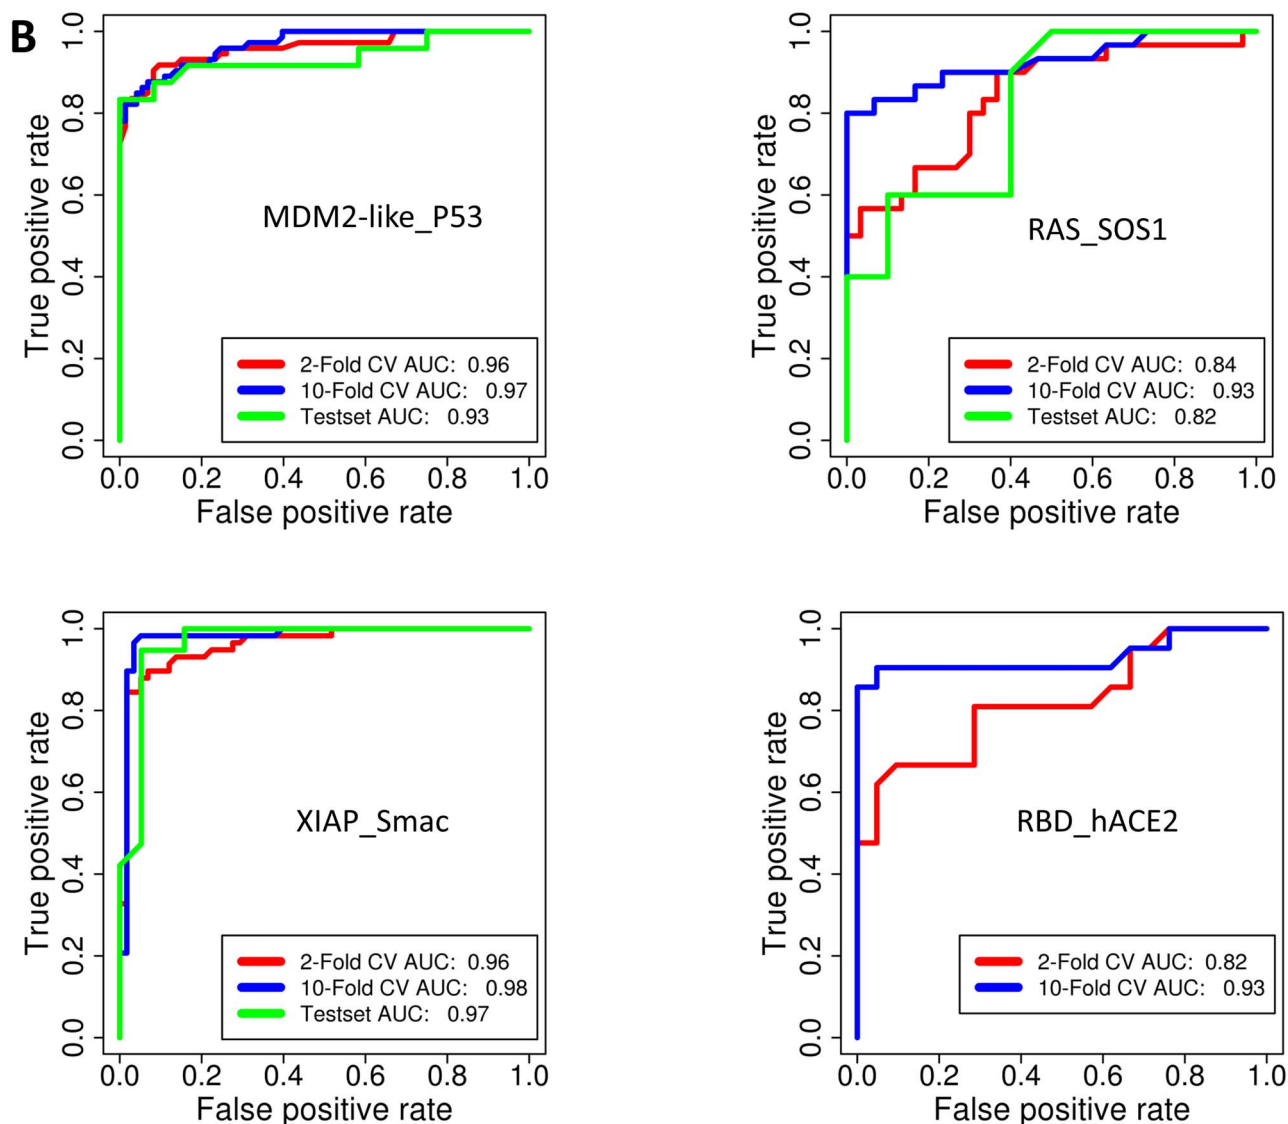 B
1.0
0.8
0.6
0.4
0.2
0.0
True positive rate
MDM2-like_P53
2-Fold CV AUC: 0.96
10-Fold CV AUC: 0.97
Testset AUC: 0.93
0.0 0.2 0.4 0.6 0.8 1.0
False positive rate
1.0
0.8
0.6
0.4
0.2
0.0
True positive rate
RAS_SOS1
2-Fold CV AUC: 0.84
10-Fold CV AUC: 0.93
Testset AUC: 0.82
0.0 0.2 0.4 0.6 0.8 1.0
False positive rate
1.0
0.8
0.6
0.4
0.2
0.0
True positive rate
XIAP_Smac
2-Fold CV AUC: 0.96
10-Fold CV AUC: 0.98
Testset AUC: 0.97
0.0 0.2 0.4 0.6 0.8 1.0
False positive rate
1.0
0.8
0.6
0.4
0.2
0.0
True positive rate
RBD_hACE2
2-Fold CV AUC: 0.82
10-Fold CV AUC: 0.93
0.0 0.2 0.4 0.6 0.8 1.0
False positive rate